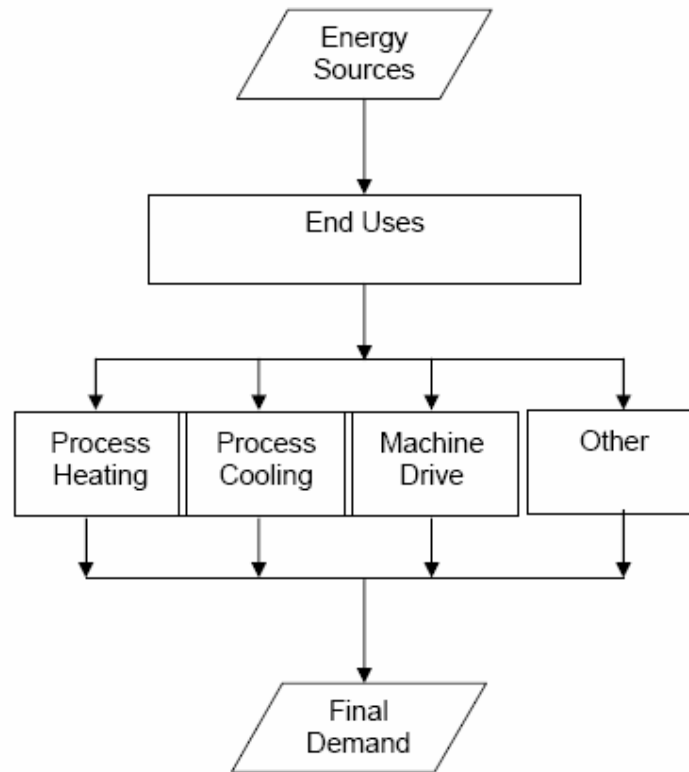 Energy
Sources
End Uses
Process
Heating
Process
Cooling
Machine
Drive
Other
Final
Demand